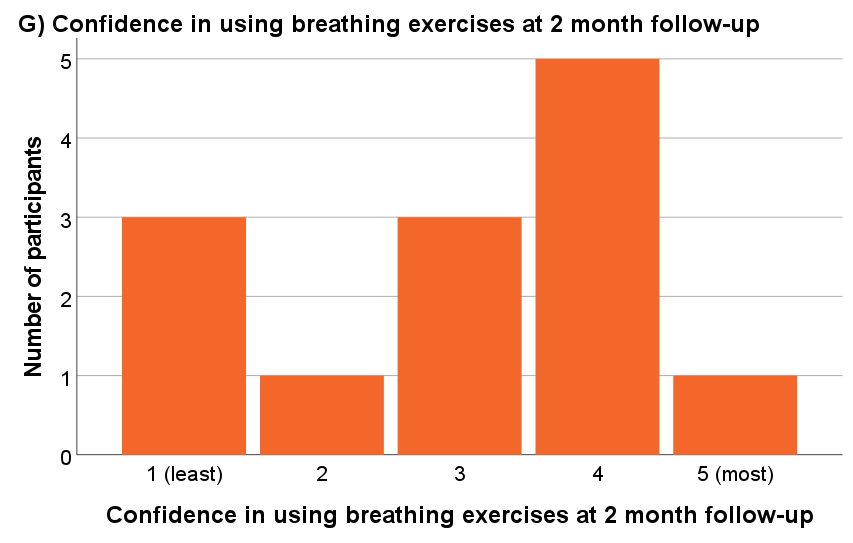 G) Confidence in using breathing exercises at 2 month follow-up
Number of participants
5
4
3
2
1
0
1 (least)
2
3
4
5 (most)
Confidence in using breathing exercises at 2 month follow-up